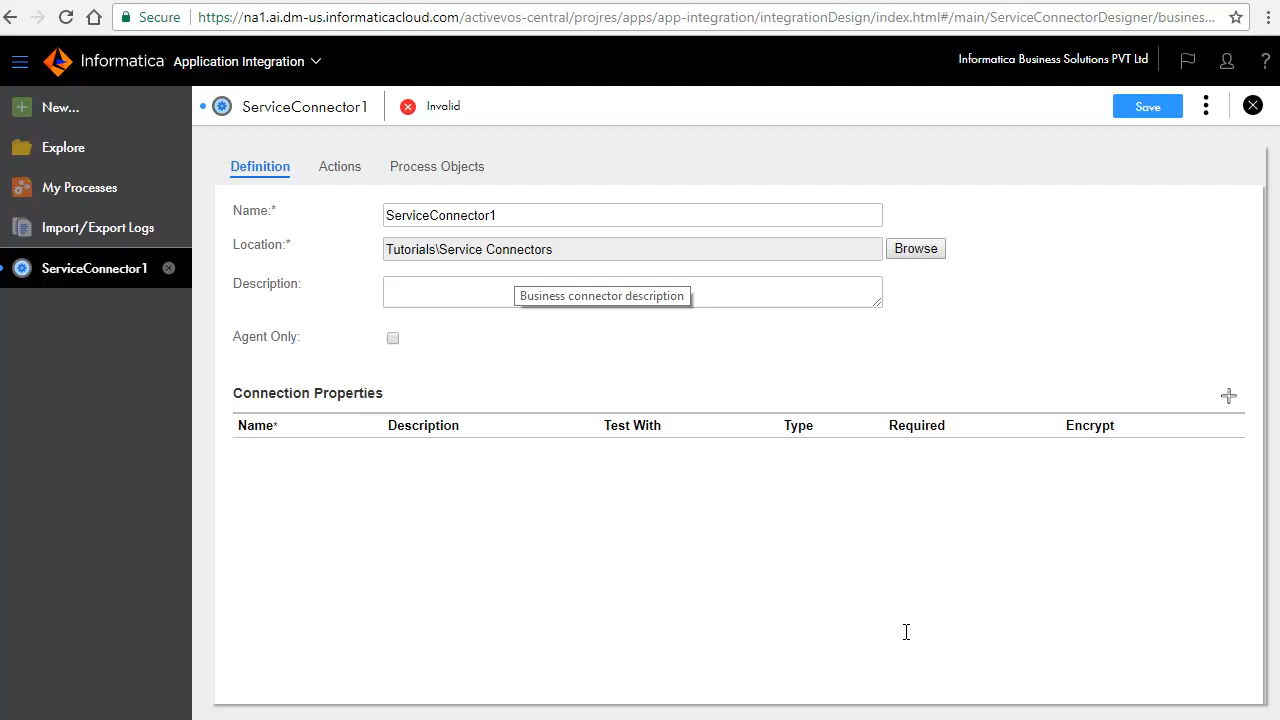 Secure
https://na1.ai.dm-us.informaticacloud.com/activevos-central/projres/apps/app-integration/integrationDesign/index.html#/main/ServiceConnectorDesigner/busines...
Informatica Application Integration
Informatica Business Solutions PVT Ltd
?
New...
Explore
My Processes
Import/Export Logs
ServiceConnector1
ServiceConnector1
Invalid
Save
Definition Actions Process Objects
Name:* ServiceConnector1
Location:* Tutorials\Service Connectors Browse
Description:
Business connector description
Agent Only:
Connection Properties
Name* Description Test With Type Required Encrypt